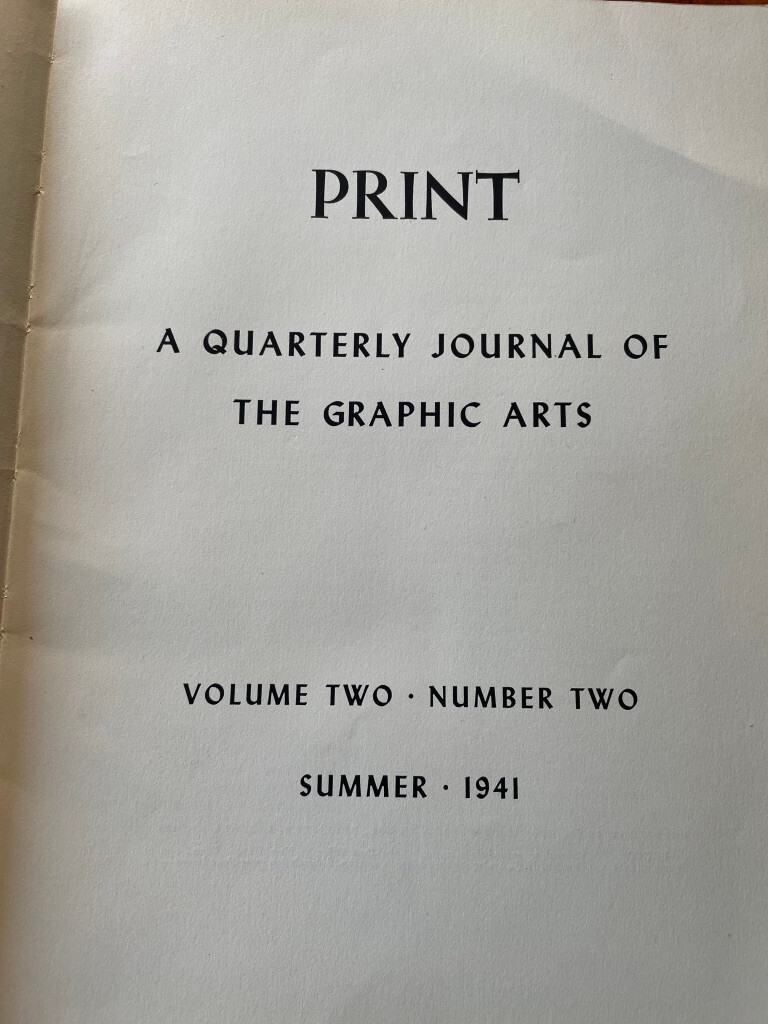 PRINT
A QUARTERLY JOURNAL OF
THE GRAPHIC ARTS
VOLUME TWO · NUMBER TWO
SUMMER · 1941